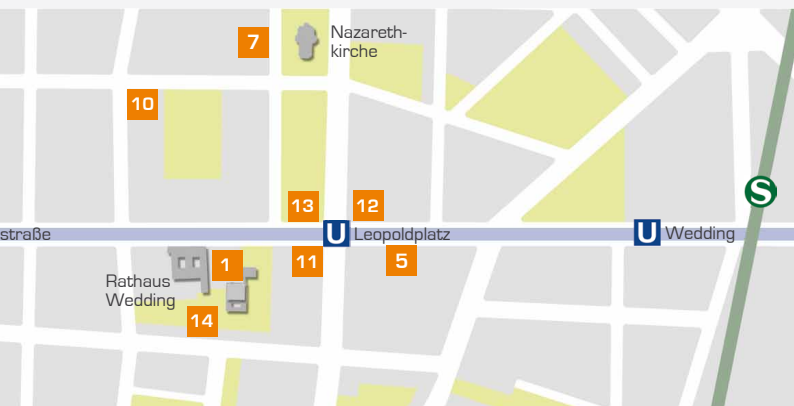 7
Nazareth-
kirche
10
13
12
straße
U
Leopoldplatz
U
Wedding
S
1
11
5
Rathaus
Wedding
14